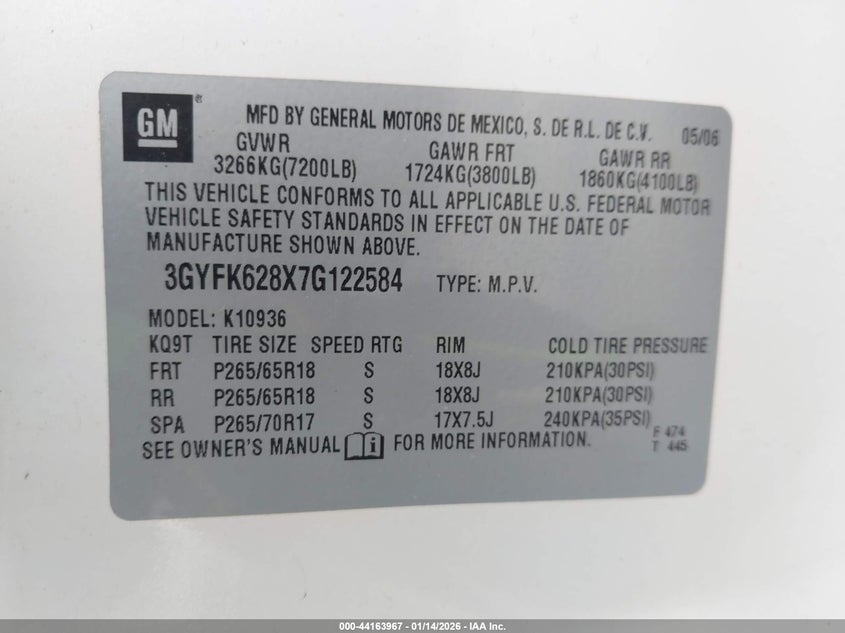 GM®
MFD BY GENERAL MOTORS DE MEXICO, S. DE R.L. DE C.V. 05/06
GVWR GAWR FRT GAWR RR
3266KG(7200LB) 1724KG(3800LB) 1860KG(4100LB)
THIS VEHICLE CONFORMS TO ALL APPLICABLE U.S. FEDERAL MOTOR
VEHICLE SAFETY STANDARDS IN EFFECT ON THE DATE OF
MANUFACTURE SHOWN ABOVE.
3GYFK628X7G122584 TYPE: M.P.V.
MODEL: K10936
KQ9T TIRE SIZE SPEED RTG RIM COLD TIRE PRESSURE
FRT P265/65R18 S 18X8J 210KPA(30PSI)
RR P265/65R18 S 18X8J 210KPA(30PSI)
SPA P265/70R17 S 17X7.5J 240KPA(35PSI)
SEE OWNER'S MANUAL i FOR MORE INFORMATION.
F 474
T 445
000-44163967 - 01/14/2026 - IAA Inc.